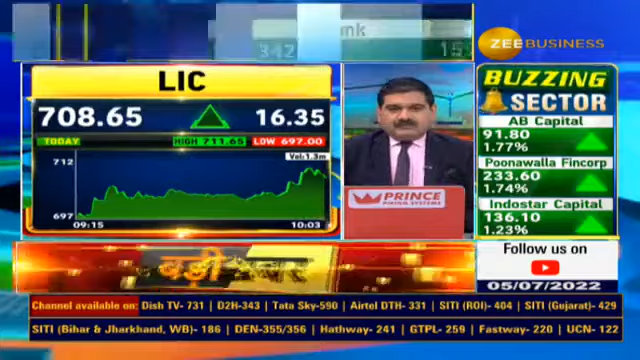 342
ZEE BUSINESS
LIC
708.65 16.35
TODAY HIGH 711.65 LOW 697.00
Vol:1.3m
712
697
09:15 10:03
PRINCE
PIPING SYSTEMS
BUZZING
SECTOR
AB Capital
91.80
1.77%
Poonawalla Fincorp
233.60
1.74%
Indostar Capital
136.10
1.23%
Follow us on
05/07/2022
बड़ी
Channel available on: Dish TV- 731 | D2H-343 | Tata Sky-590 | Airtel DTH- 331 | SITI (ROI)- 404 | SITI (Gujarat)- 429
SITI (Bihar & Jharkhand, WB)- 186 | DEN-355/356 | Hathway- 241 | GTPL- 259 | Fastway- 220 | UCN- 122